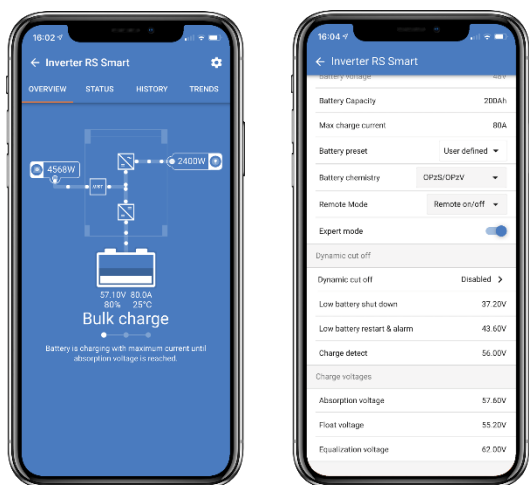 16:02
Inverter RS Smart
OVERVIEW STATUS HISTORY TRENDS
4568W
2400W
MPPT
57.10V 80.0A
80% 25°C
Bulk charge
Battery is charging with maximum current until
absorption voltage is reached.
16:04
Inverter RS Smart
Battery voltage 48V
Battery Capacity 200Ah
Max charge current 80A
Battery preset User defined
Battery chemistry OPzS/OPzV
Remote Mode Remote on/off
Expert mode
Dynamic cut off
Dynamic cut off Disabled
Low battery shut down 37.20V
Low battery restart & alarm 43.60V
Charge detect 56.00V
Charge voltages
Absorption voltage 57.60V
Float voltage 55.20V
Equalization voltage 62.00V